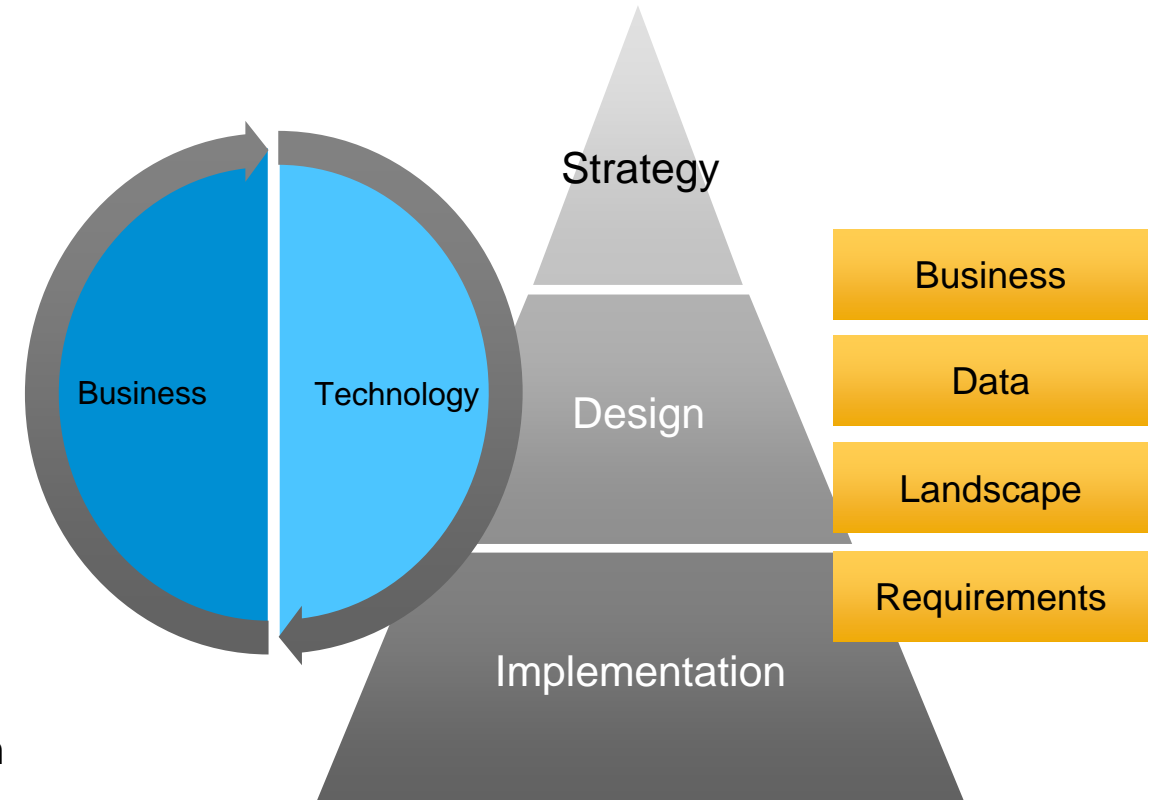 Strategy
Business
Business
Technology
Data
Design
Landscape
Requirements
Implementation